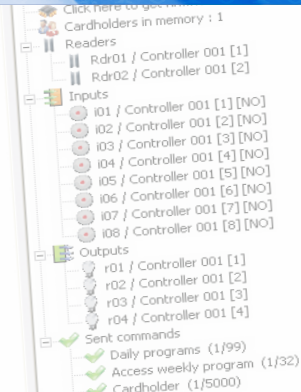 Click here to get
Cardholders in memory : 1
Readers
Rdr01 / Controller 001 [1]
Rdr02 / Controller 001 [2]
Inputs
i01 / Controller 001 [1] [NO]
i02 / Controller 001 [2] [NO]
i03 / Controller 001 [3] [NO]
i04 / Controller 001 [4] [NO]
i05 / Controller 001 [5] [NO]
i06 / Controller 001 [6] [NO]
i07 / Controller 001 [7] [NO]
i08 / Controller 001 [8] [NO]
Outputs
r01 / Controller 001 [1]
r02 / Controller 001 [2]
r03 / Controller 001 [3]
r04 / Controller 001 [4]
Sent commands
Daily programs (1/99)
Access weekly program (1/32)
Cardholder (1/5000)